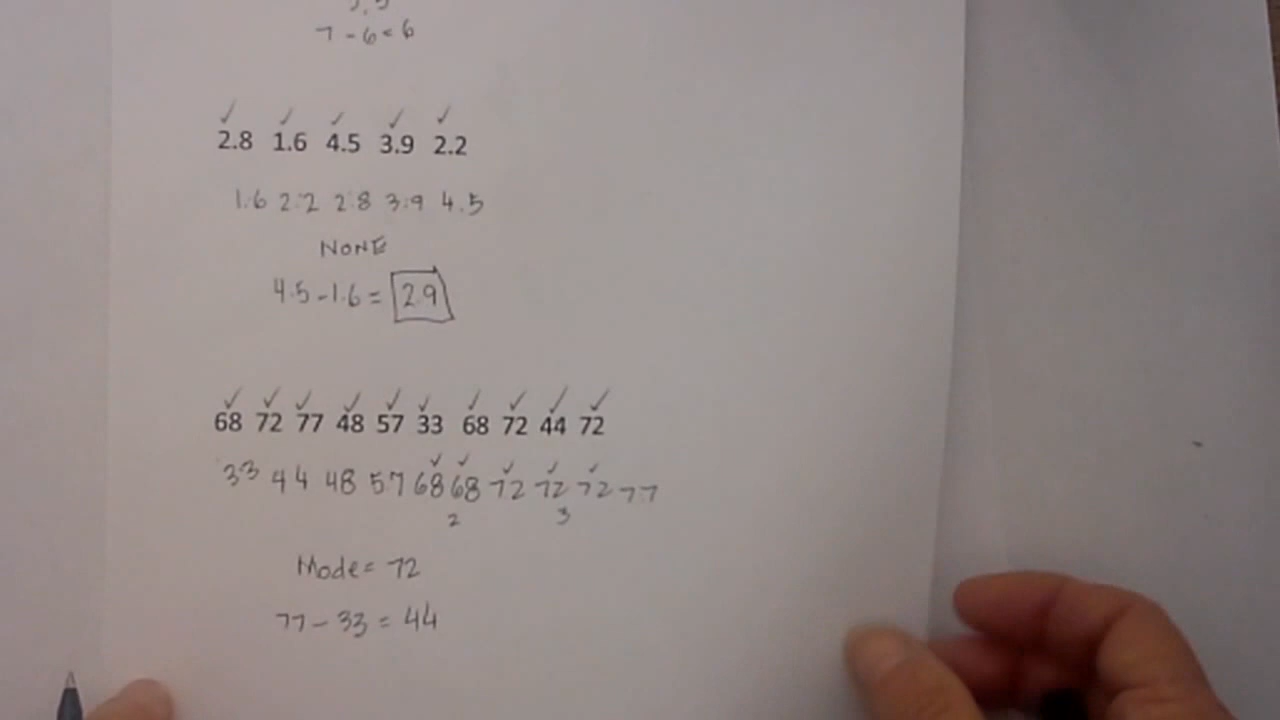 7 - 6 = 6
2.8 1.6 4.5 3.9 2.2
1.6 2.2 2.8 3.9 4.5
NONE
4.5 - 1.6 = 2.9
68 72 77 48 57 33 68 72 44 72
33 44 48 57 68 68 72 72 72 77
2 3
Mode = 72
77 - 33 = 44